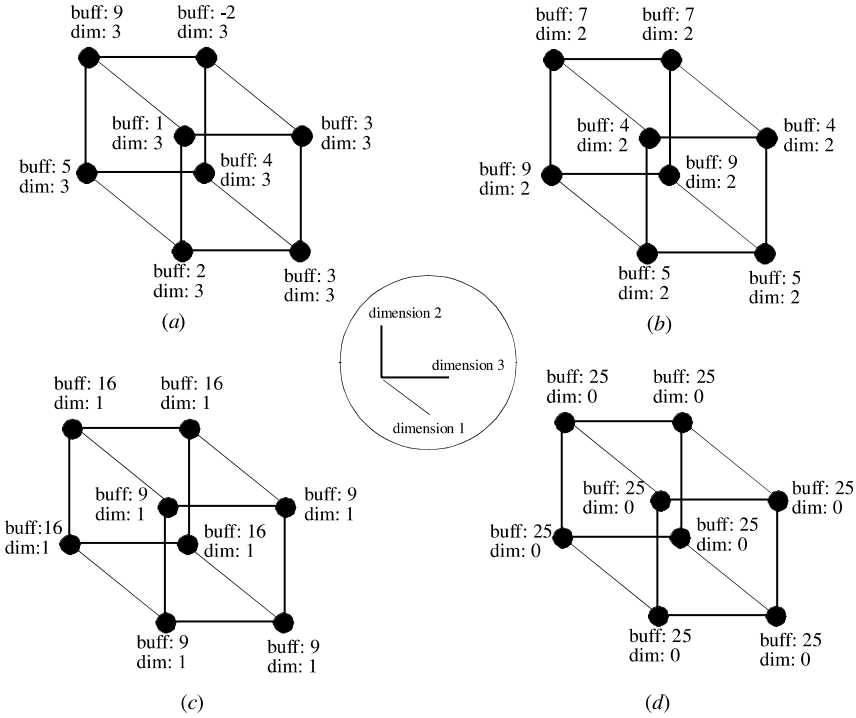 buff: 9
dim: 3
buff: -2
dim: 3
buff: 1
dim: 3
buff: 3
dim: 3
buff: 5
dim: 3
buff: 4
dim: 3
buff: 2
dim: 3
buff: 3
dim: 3
(a)
buff: 7
dim: 2
buff: 7
dim: 2
buff: 4
dim: 2
buff: 4
dim: 2
buff: 9
dim: 2
buff: 9
dim: 2
buff: 5
dim: 2
buff: 5
dim: 2
(b)
dimension 2
dimension 3
dimension 1
buff: 16
dim: 1
buff: 16
dim: 1
buff: 9
dim: 1
buff: 9
dim: 1
buff:16
dim:1
buff: 16
dim: 1
buff: 9
dim: 1
buff: 9
dim: 1
(c)
buff: 25
dim: 0
buff: 25
dim: 0
buff: 25
dim: 0
buff: 25
dim: 0
buff: 25
dim: 0
buff: 25
dim: 0
buff: 25
dim: 0
buff: 25
dim: 0
(d)